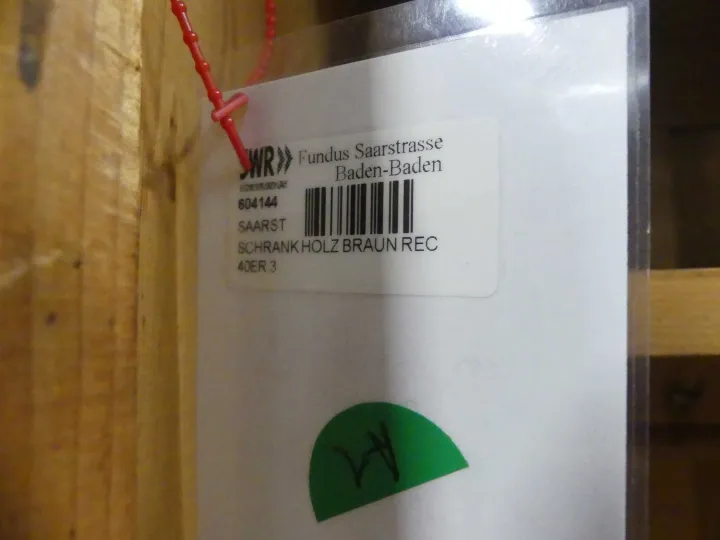 SWR» Fundus Saarstrasse
Baden-Baden
604144
SAARST
SCHRANK HOLZ BRAUN REC
40ER 3